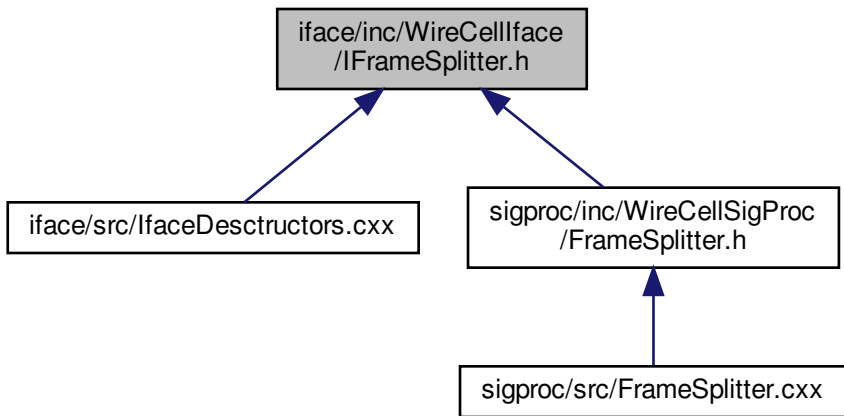 iface/inc/WireCellIface
/IFrameSplitter.h
iface/src/IfaceDesctructors.cxx
sigproc/inc/WireCellSigProc
/FrameSplitter.h
sigproc/src/FrameSplitter.cxx